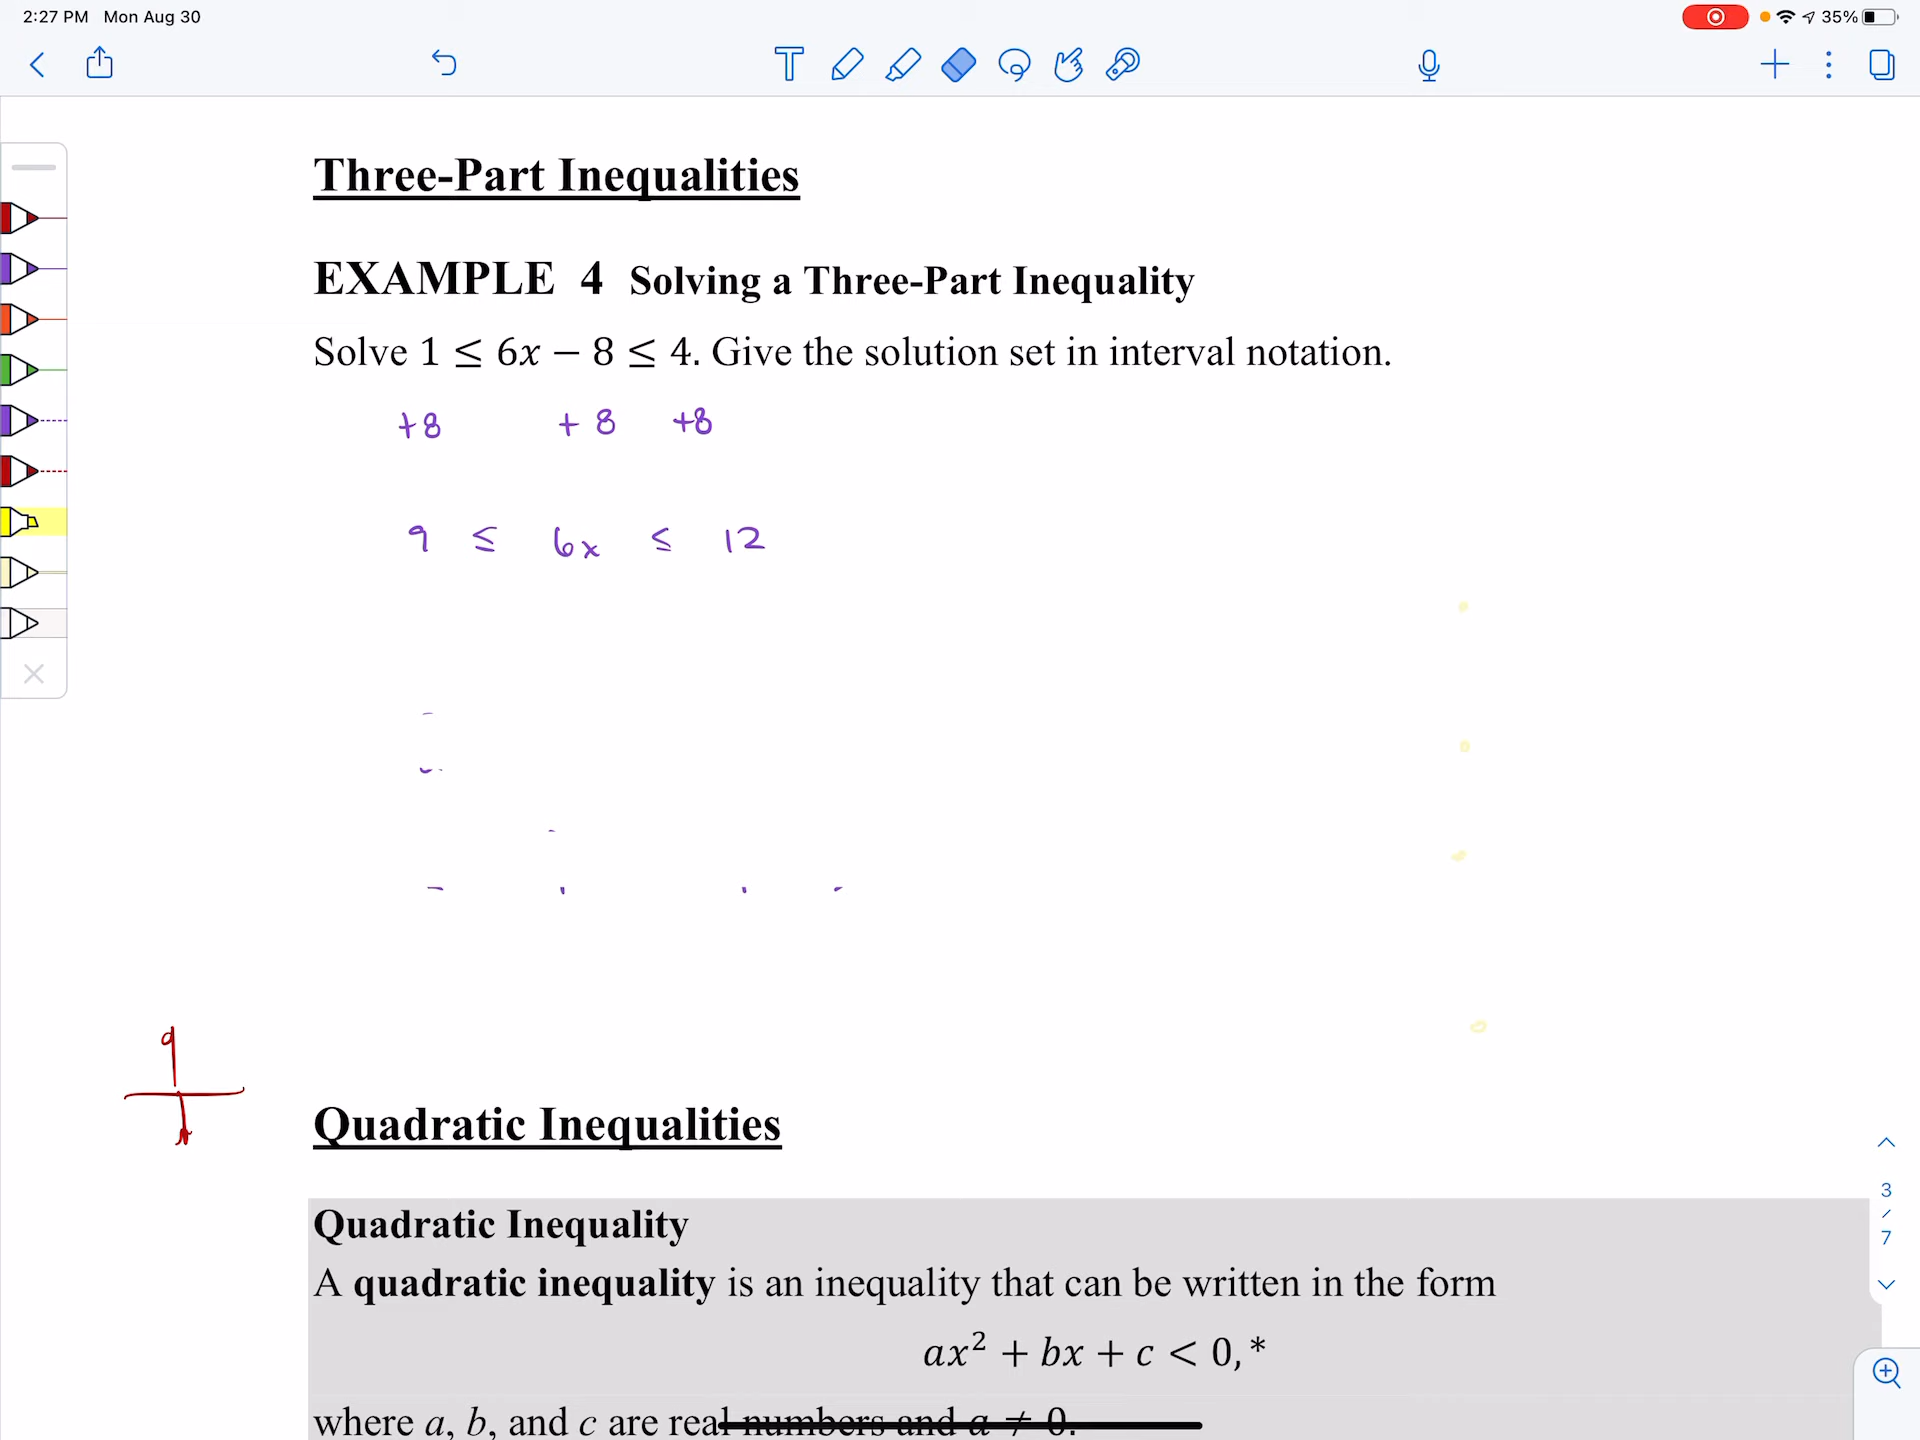 2:27 PM Mon Aug 30
35%
Three-Part Inequalities
EXAMPLE 4 Solving a Three-Part Inequality
Solve 1 ≤ 6x − 8 ≤ 4. Give the solution set in interval notation.
+8 + 8 +8
9 ≤ 6x ≤ 12
Quadratic Inequalities
3
/
7
Quadratic Inequality
A quadratic inequality is an inequality that can be written in the form
ax² + bx + c < 0,*
where a, b, and c are real numbers and a ≠ 0.